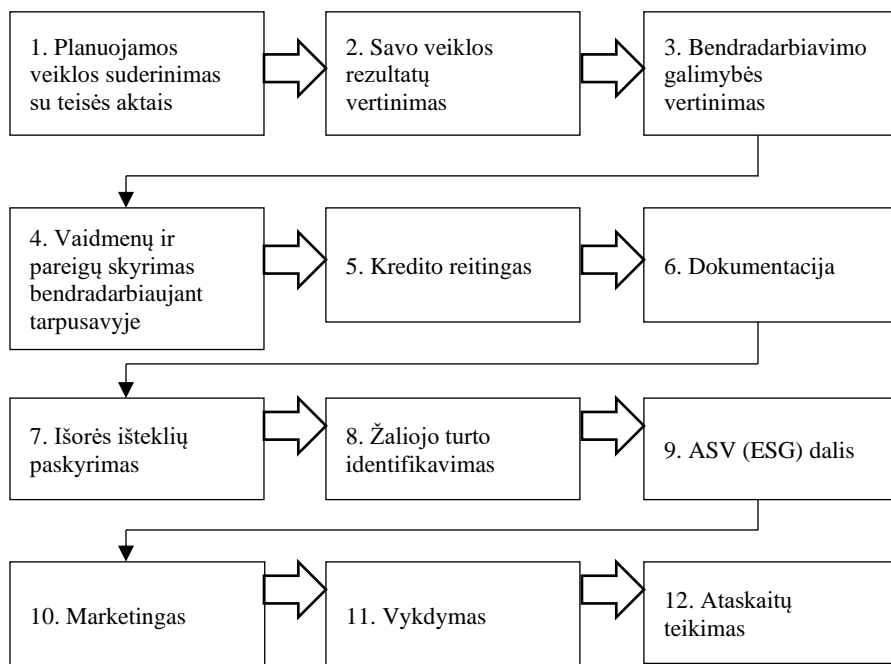 1. Planuojamos
veiklos suderinimas
su teisės aktais
2. Savo veiklos
rezultatų
vertinimas
3. Bendradarbiavimo
galimybės
vertinimas
4. Vaidmenų ir
pareigų skyrimas
bendradarbiaujant
tarpusavyje
5. Kredito reitingas
6. Dokumentacija
7. Išorės išteklių
paskyrimas
8. Žaliojo turto
identifikavimas
9. ASV (ESG) dalis
10. Marketingas
11. Vykdymas
12. Ataskaitų
teikimas